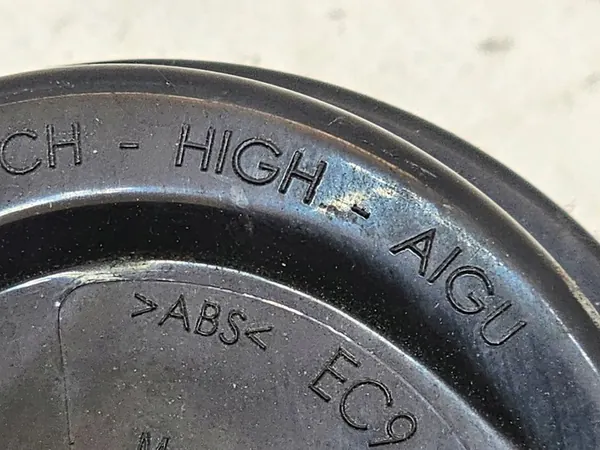 CH - HIGH - AIGU
>ABS<
EC9